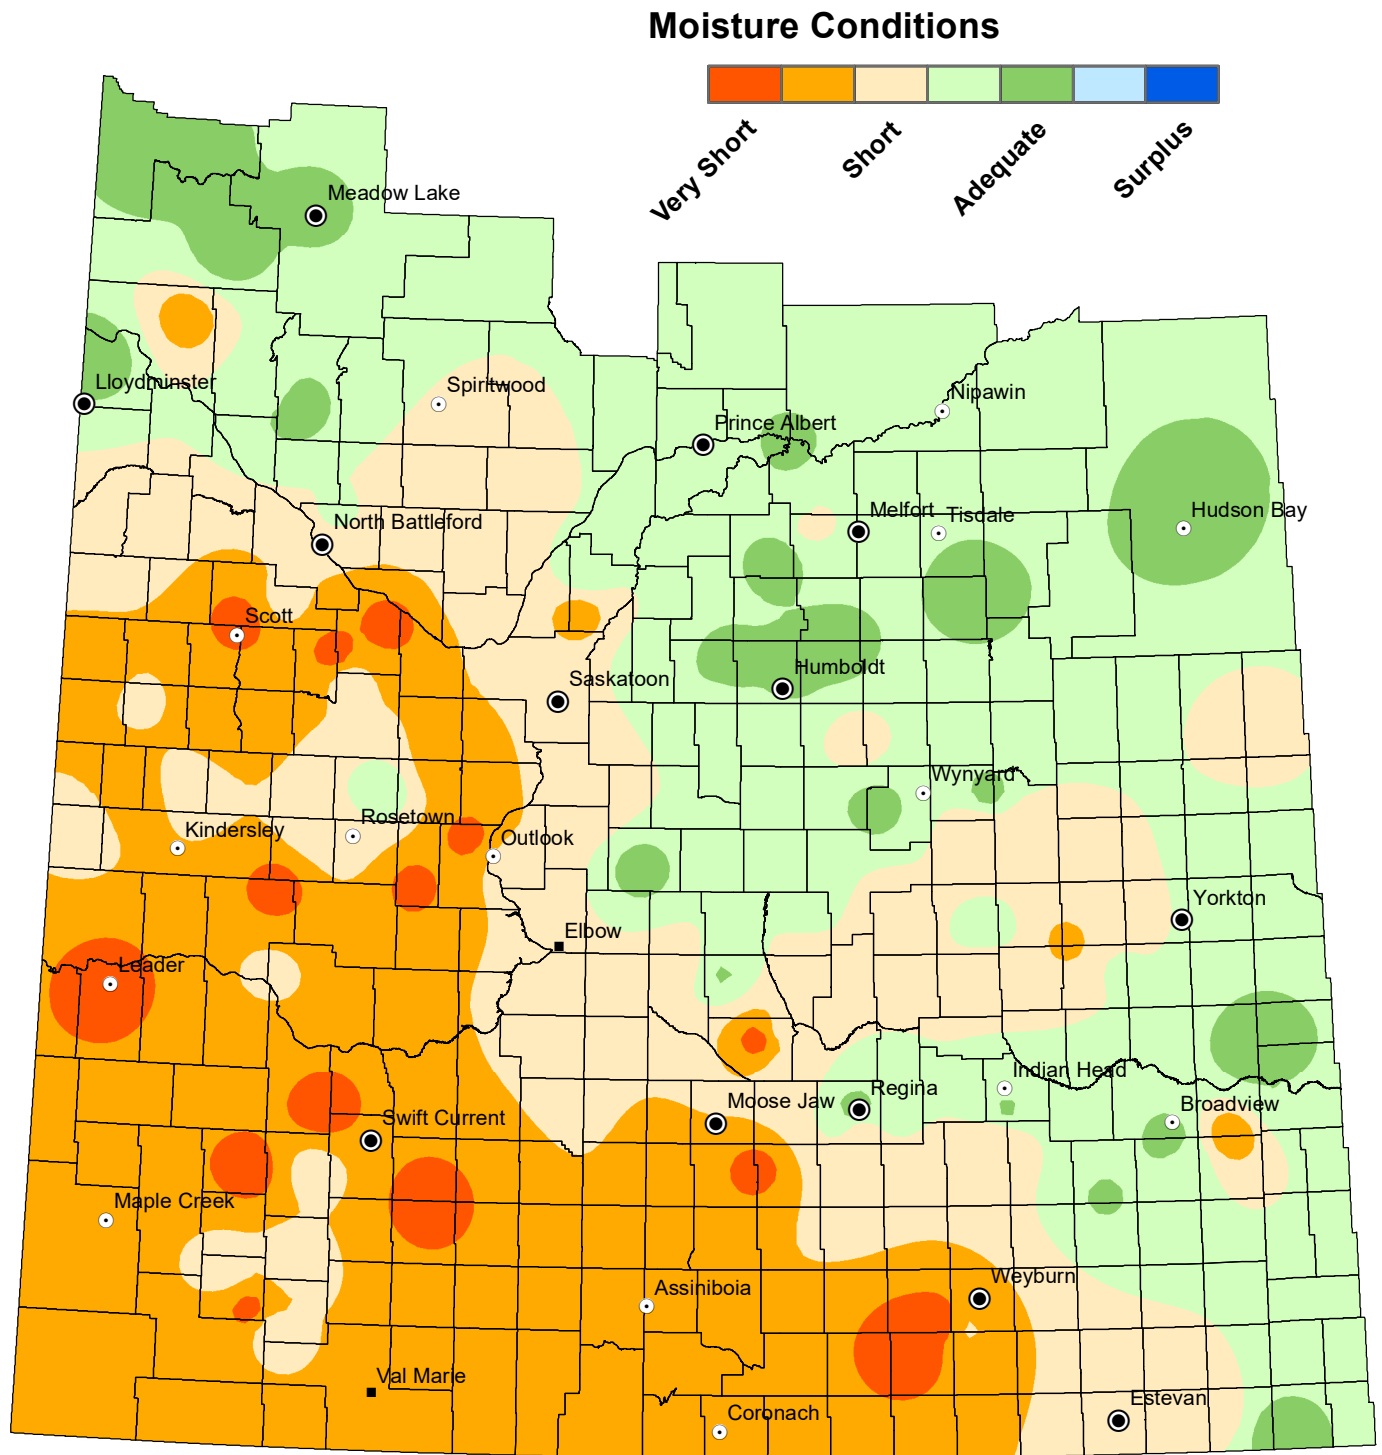 Moisture Conditions
Very Short
Short
Adequate
Surplus
Meadow Lake
Lloydminster
Spiritwood
Nipawin
Prince Albert
North Battleford
Melfort
Tisdale
Hudson Bay
Scott
Saskatoon
Humboldt
Wynyard
Kindersley
Rosetown
Outlook
Yorkton
Elbow
Leader
Indian Head
Regina
Moose Jaw
Broadview
Swift Current
Maple Creek
Assiniboia
Weyburn
Val Marie
Coronach
Estevan